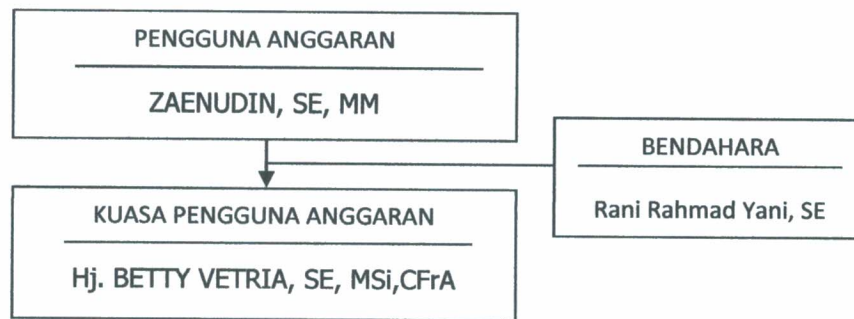 PENGGUNA ANGGARAN
ZAENUDIN, SE, MM
BENDAHARA
Rani Rahmad Yani, SE
KUASA PENGGUNA ANGGARAN
Hj. BETTY VETRIA, SE, MSi,CFrA